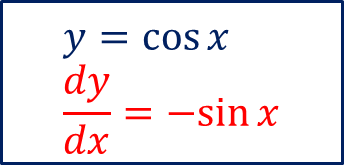 y = cos x
dy/dx = −sin x